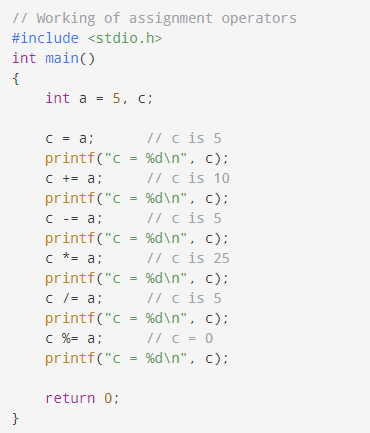 // Working of assignment operators
#include <stdio.h>
int main()
{
    int a = 5, c;

    c = a;      // c is 5
    printf("c = %d\n", c);
    c += a;     // c is 10
    printf("c = %d\n", c);
    c -= a;     // c is 5
    printf("c = %d\n", c);
    c *= a;     // c is 25
    printf("c = %d\n", c);
    c /= a;     // c is 5
    printf("c = %d\n", c);
    c %= a;     // c = 0
    printf("c = %d\n", c);

    return 0;
}